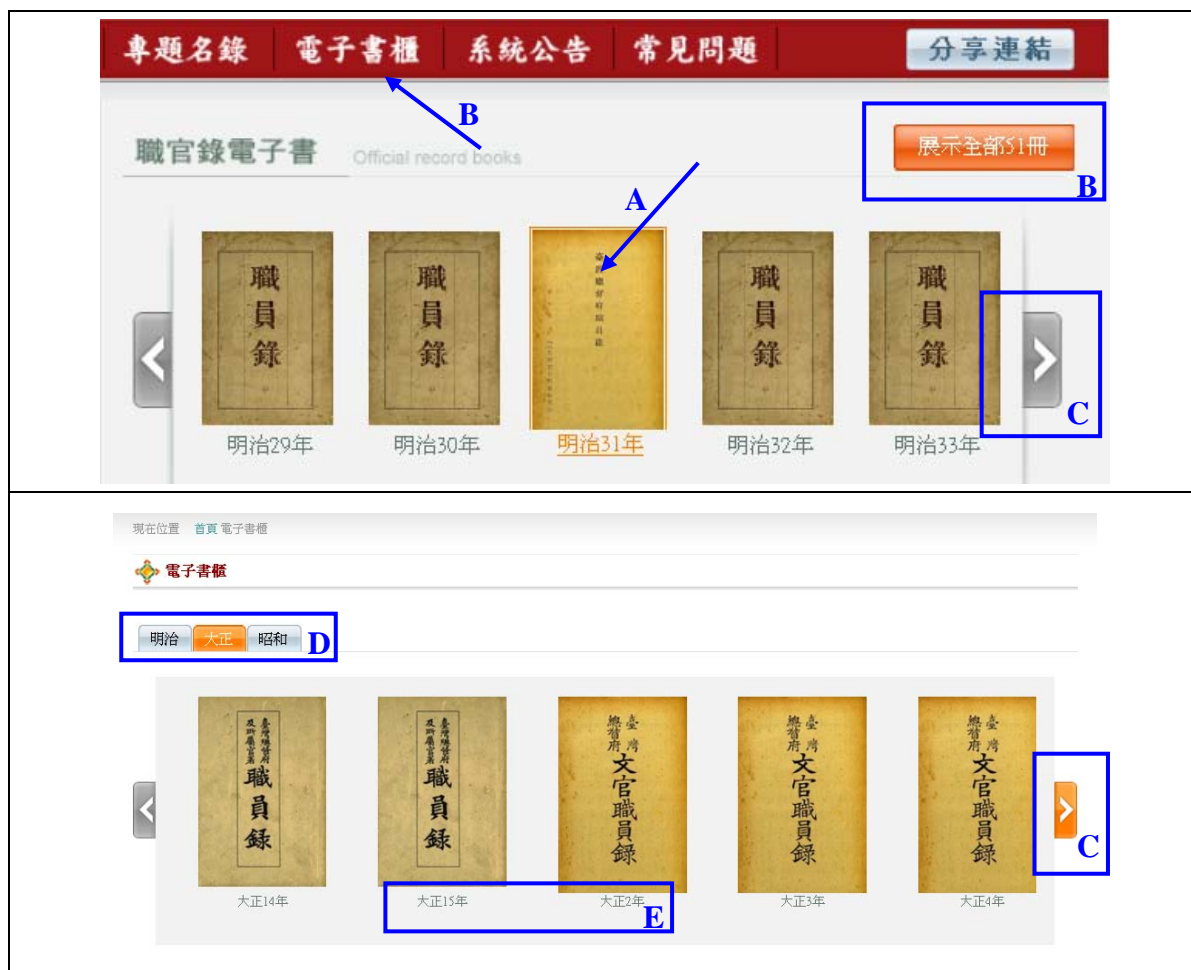 專題名錄 電子書櫃 系統公告 常見問題 分享連結
B
職官錄電子書 Official record books 展示全部51冊
B
A
職員錄 職員錄 職員錄 職員錄
C
明治29年 明治30年 明治31年 明治32年 明治33年
現在位置 首頁 電子書櫃
電子書櫃
明治 大正 昭和 D
臺灣總督府及所屬官署職員録 臺灣總督府及所屬官署職員録 臺灣總督府文官職員録 臺灣總督府文官職員録 臺灣總督府文官職員録
C
大正14年 大正15年 大正2年 大正3年 大正4年
E